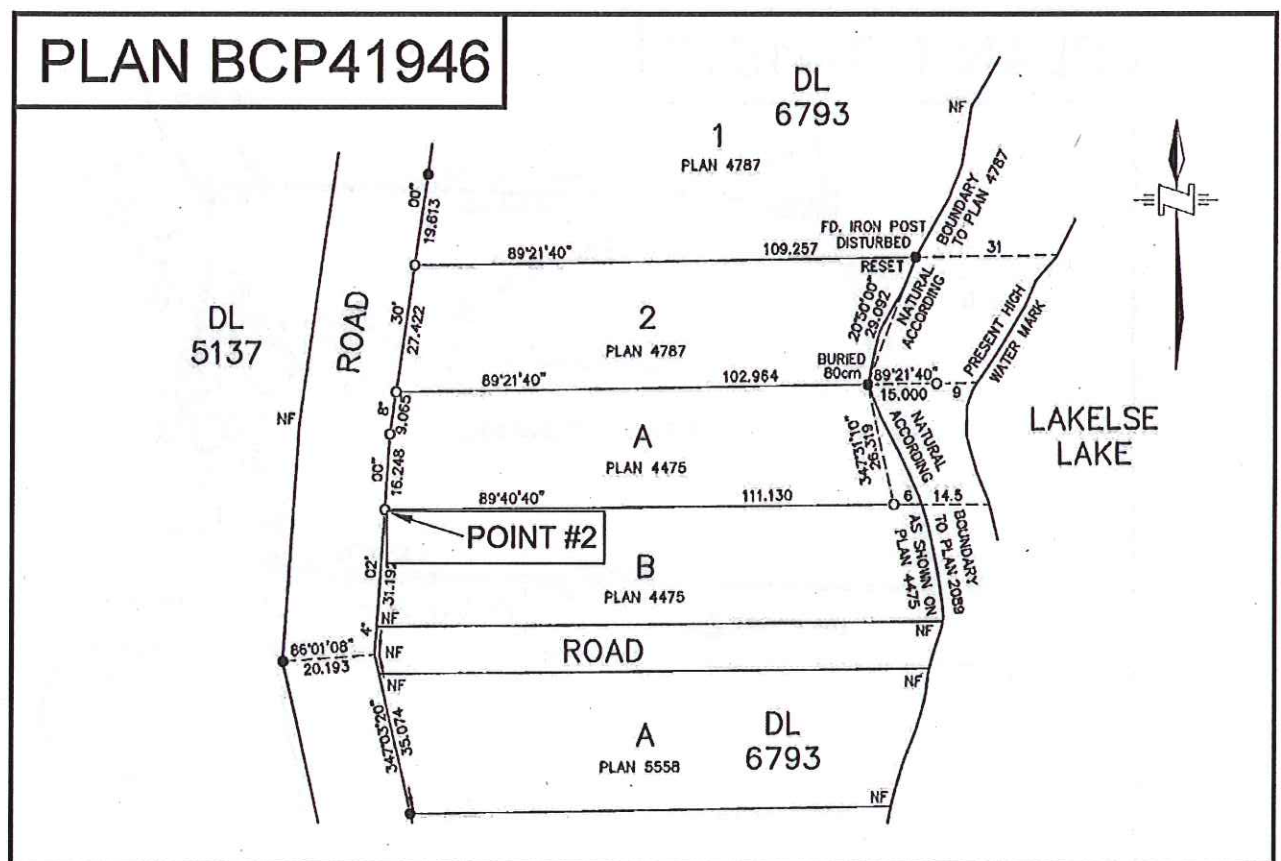 PLAN BCP41946
DL
6793
NF
1
PLAN 4787
00"
19.613
FD. IRON POST
DISTURBED
RESET
BOUNDARY
TO PLAN 4787
89°21'40"
109.257
31
DL
5137
ROAD
30"
27.422
2
PLAN 4787
20°50'00"
29.092
NATURAL
ACCORDING
PRESENT HIGH
WATER MARK
BURIED
80cm
89°21'40"
102.964
89°21'40"
15.000
9
NF
8"
9.065
A
PLAN 4475
347°31'10"
26.319
NATURAL
ACCORDING
LAKELSE
LAKE
00"
16.248
89°40'40"
111.130
6
14.5
POINT #2
AS SHOWN ON
PLAN 4475
BOUNDARY
TO PLAN 2089
02"
31.192
B
PLAN 4475
NF
NF
4"
86°01'08"
20.193
NF
ROAD
NF
NF
347°03'20"
35.074
A
PLAN 5558
DL
6793
NF